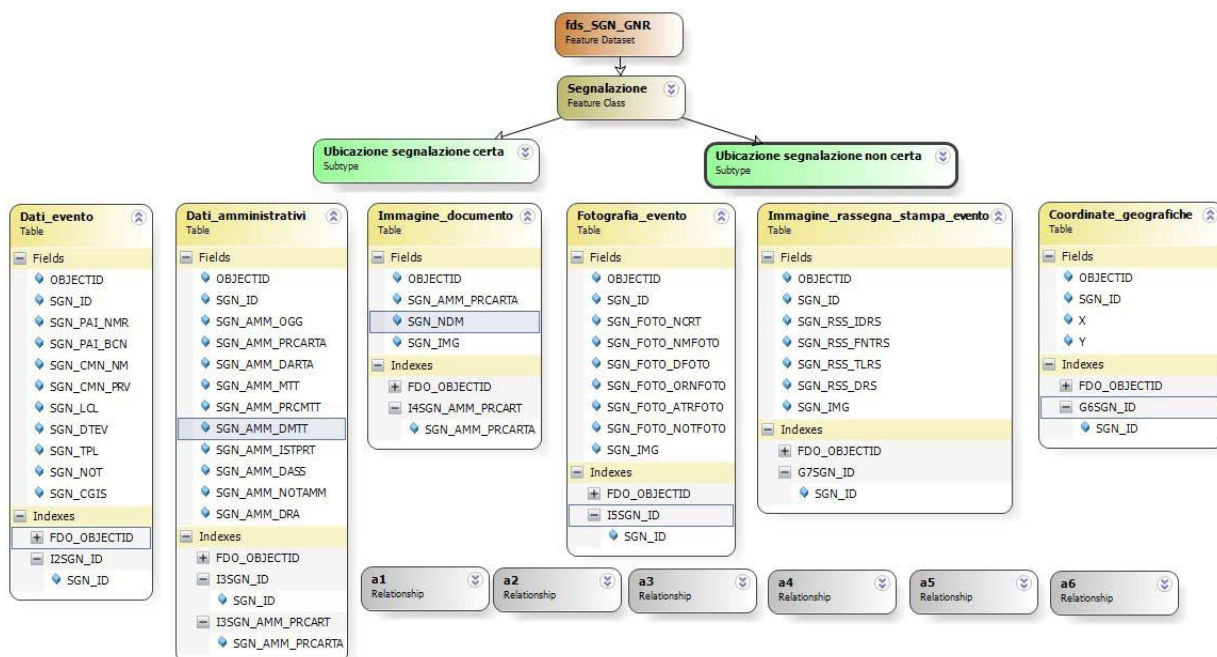 fds_SGN_GNR
Feature Dataset
Segnalazione
Feature Class
Ubicazione segnalazione certa
Subtype
Ubicazione segnalazione non certa
Subtype
Dati_evento
Table
Fields
OBJECTID
SGN_ID
SGN_PAI_NMR
SGN_PAI_BCN
SGN_CMN_NM
SGN_CMN_PRV
SGN_LCL
SGN_DTEV
SGN_TPL
SGN_NOT
SGN_CGIS
Indexes
FDO_OBJECTID
I2SGN_ID
SGN_ID
Dati_amministrativi
Table
Fields
OBJECTID
SGN_ID
SGN_AMM_OGG
SGN_AMM_PRCARTA
SGN_AMM_DARTA
SGN_AMM_MTT
SGN_AMM_PRCMTT
SGN_AMM_DMTT
SGN_AMM_ISTPRT
SGN_AMM_DASS
SGN_AMM_NOTAMM
SGN_AMM_DRA
Indexes
FDO_OBJECTID
I3SGN_ID
SGN_ID
I3SGN_AMM_PRCART
SGN_AMM_PRCARTA
Immagine_documento
Table
Fields
OBJECTID
SGN_AMM_PRCARTA
SGN_NDM
SGN_IMG
Indexes
FDO_OBJECTID
I4SGN_AMM_PRCART
SGN_AMM_PRCARTA
Fotografia_evento
Table
Fields
OBJECTID
SGN_ID
SGN_FOTO_NCRT
SGN_FOTO_NMFOTO
SGN_FOTO_DFOTO
SGN_FOTO_ORNFOTO
SGN_FOTO_ATRFOTO
SGN_FOTO_NOTFOTO
SGN_IMG
Indexes
FDO_OBJECTID
I5SGN_ID
SGN_ID
Immagine_rassegna_stampa_evento
Table
Fields
OBJECTID
SGN_ID
SGN_RSS_IDRS
SGN_RSS_FNTRS
SGN_RSS_TLRS
SGN_RSS_DRS
SGN_IMG
Indexes
FDO_OBJECTID
G7SGN_ID
SGN_ID
Coordinate_geografiche
Table
Fields
OBJECTID
SGN_ID
X
Y
Indexes
FDO_OBJECTID
G6SGN_ID
SGN_ID
a1
Relationship
a2
Relationship
a3
Relationship
a4
Relationship
a5
Relationship
a6
Relationship